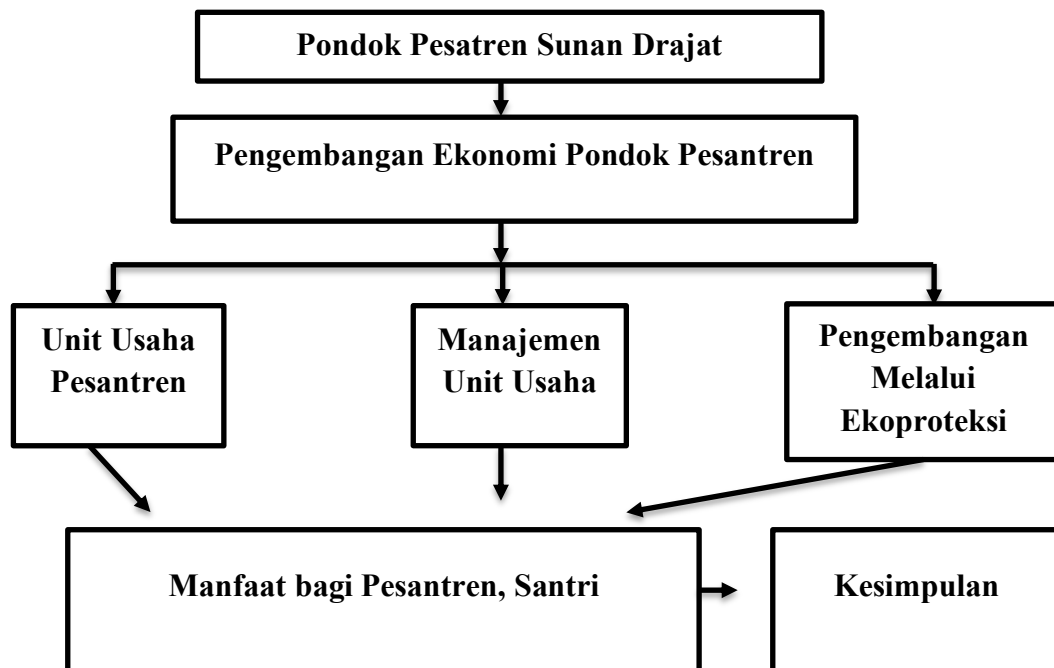 Pondok Pesatren Sunan Drajat
Pengembangan Ekonomi Pondok Pesantren
Unit Usaha
Pesantren
Manajemen
Unit Usaha
Pengembangan
Melalui
Ekoproteksi
Manfaat bagi Pesantren, Santri
Kesimpulan